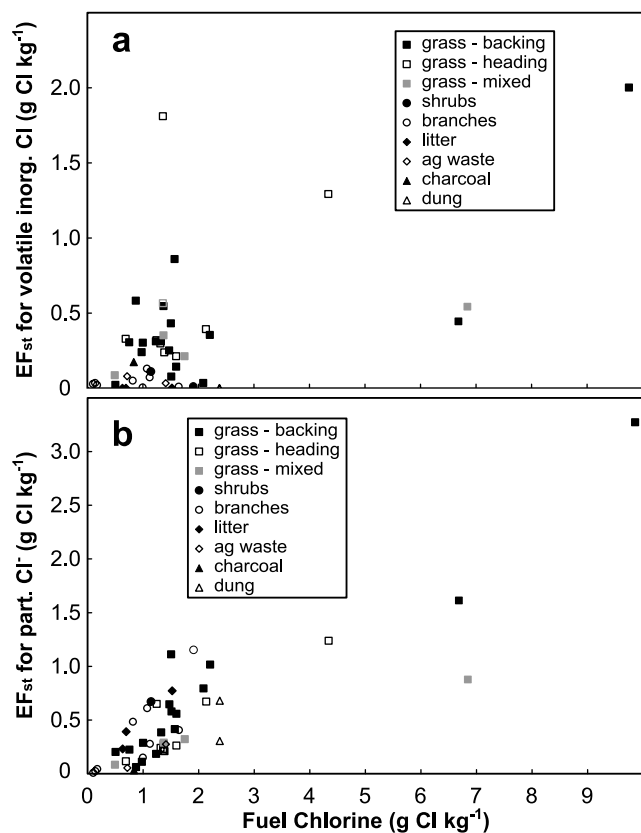 a
EFst for volatile inorg. Cl (g Cl kg-1)
2.0
1.5
1.0
0.5
0
grass - backing
grass - heading
grass - mixed
shrubs
branches
litter
ag waste
charcoal
dung
b
EFst for part. Cl- (g Cl kg-1)
3.0
2.5
2.0
1.5
1.0
0.5
0
grass - backing
grass - heading
grass - mixed
shrubs
branches
litter
ag waste
charcoal
dung
0 1 2 3 4 5 6 7 8 9
Fuel Chlorine (g Cl kg-1)